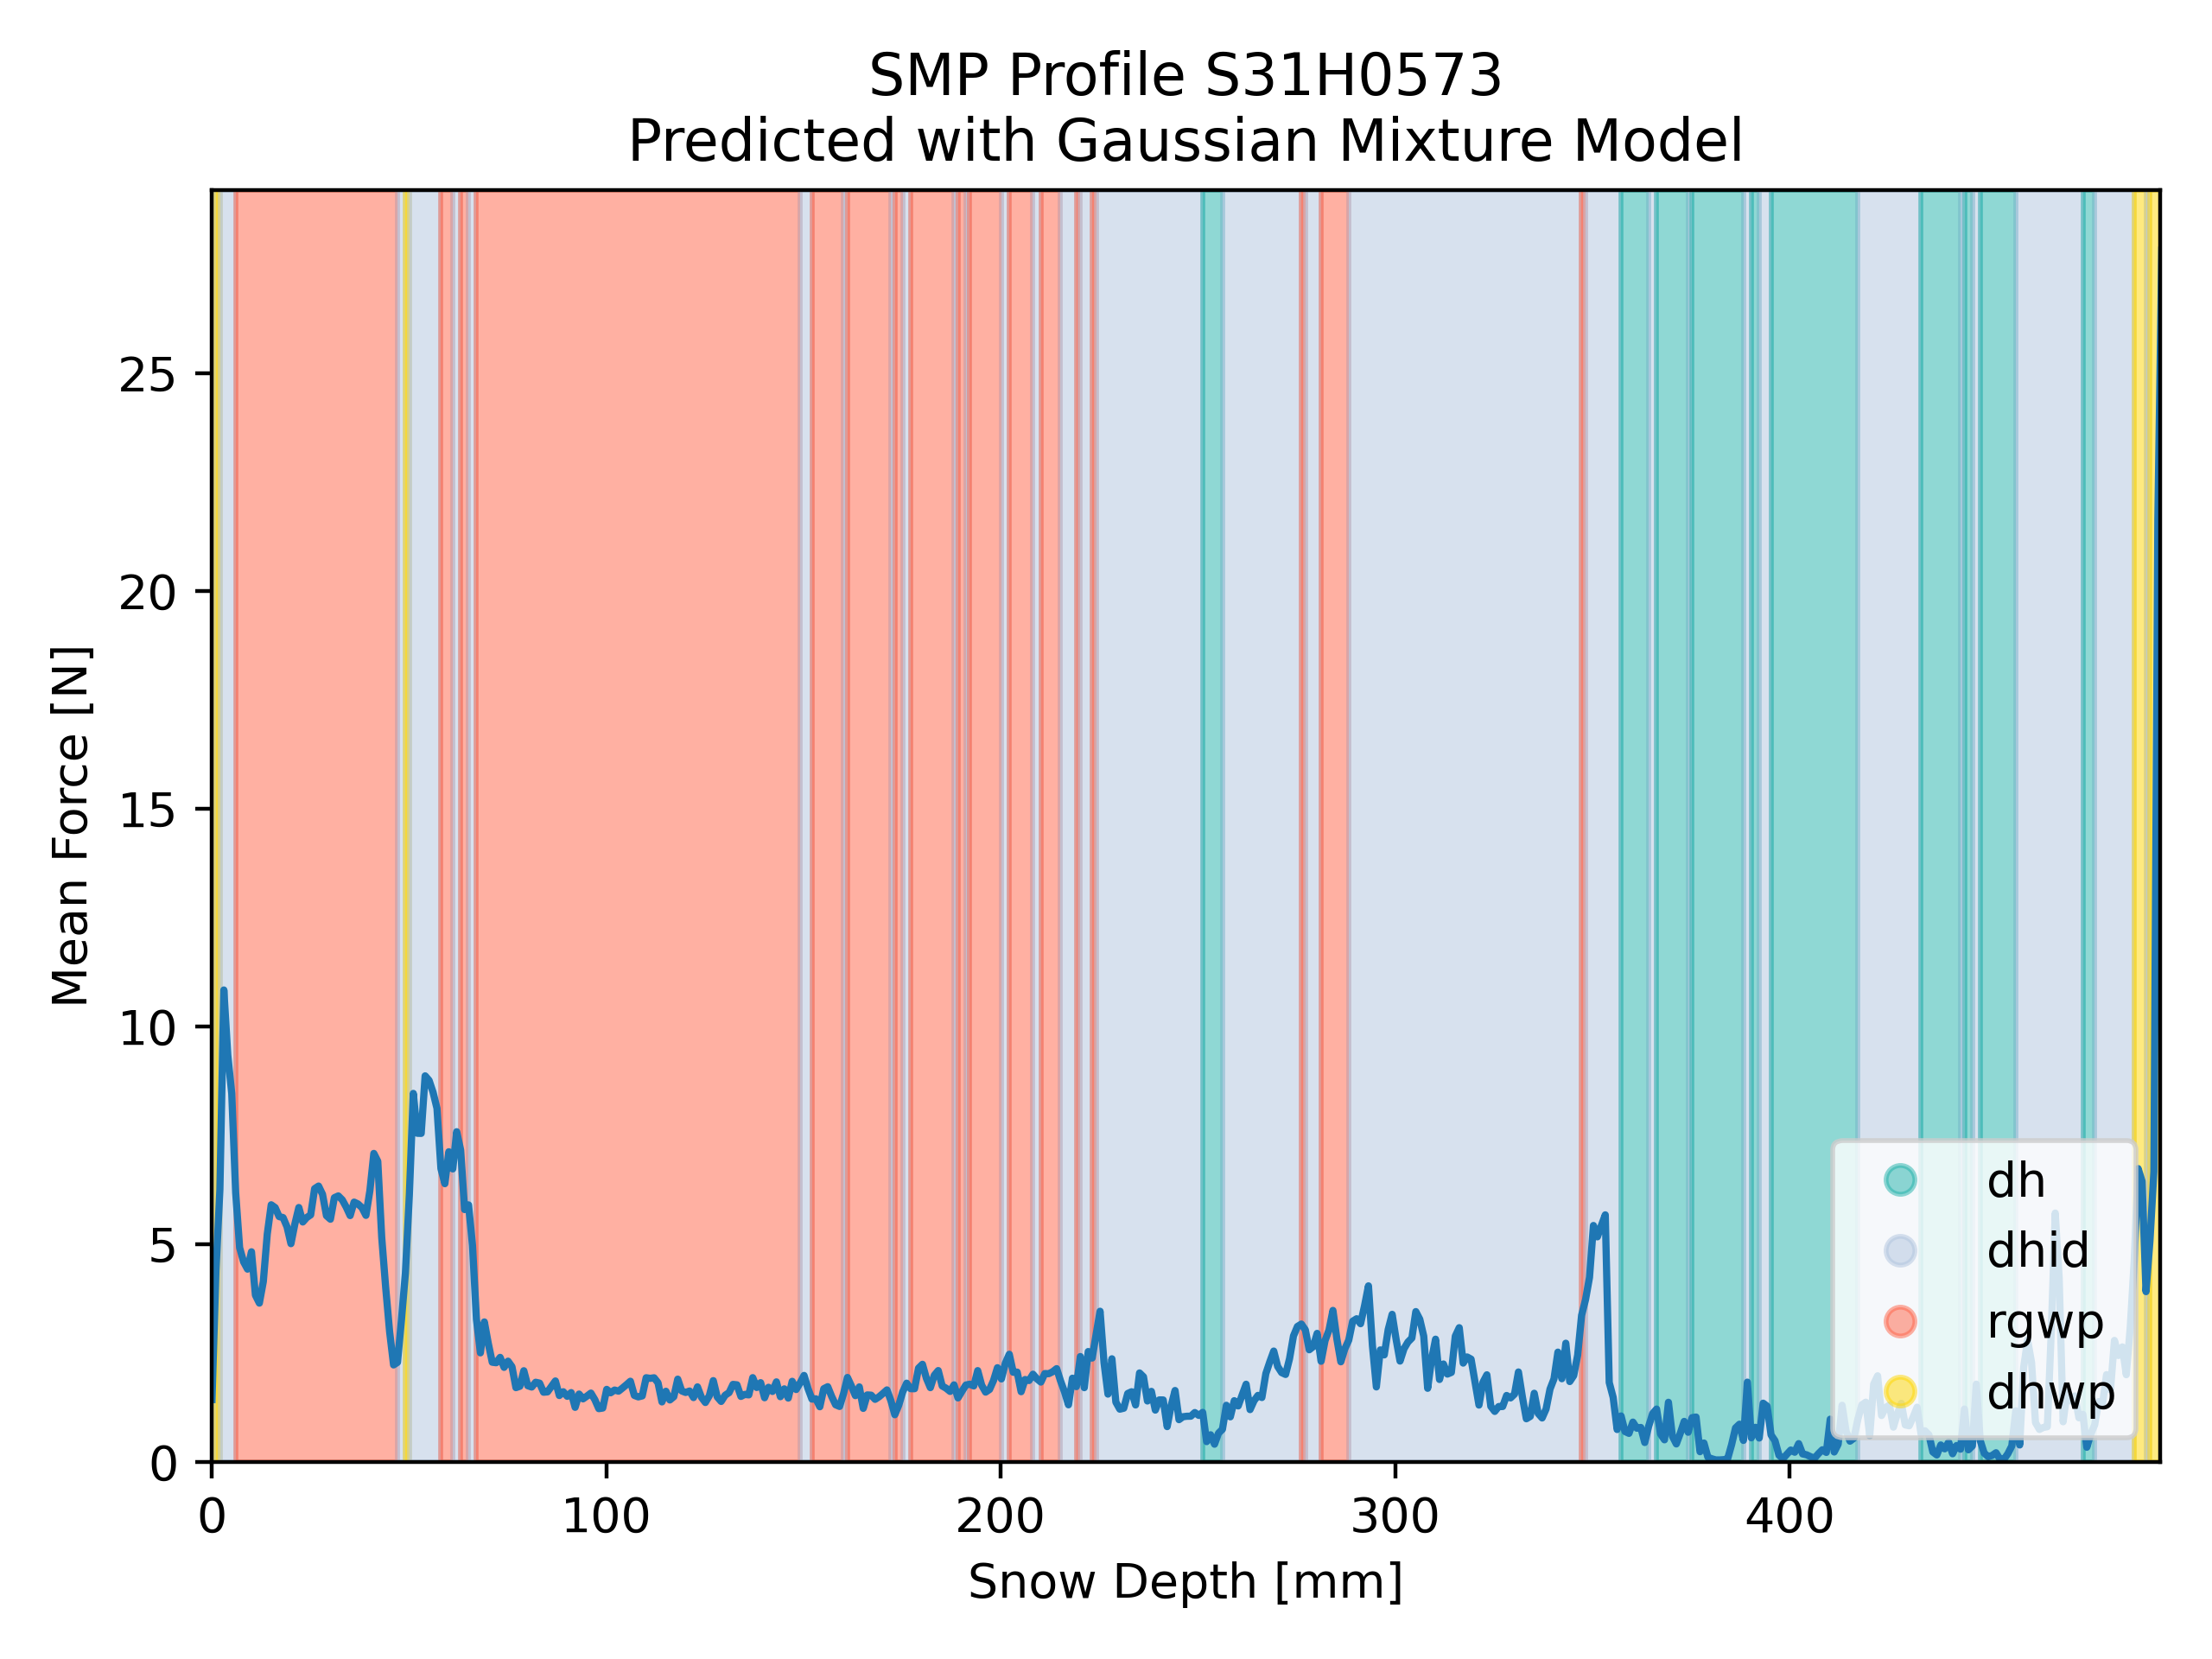 SMP Profile S31H0573
Predicted with Gaussian Mixture Model
Mean Force [N]
25
20
15
10
5
0
0 100 200 300 400
Snow Depth [mm]
dh
dhid
rgwp
dhwp